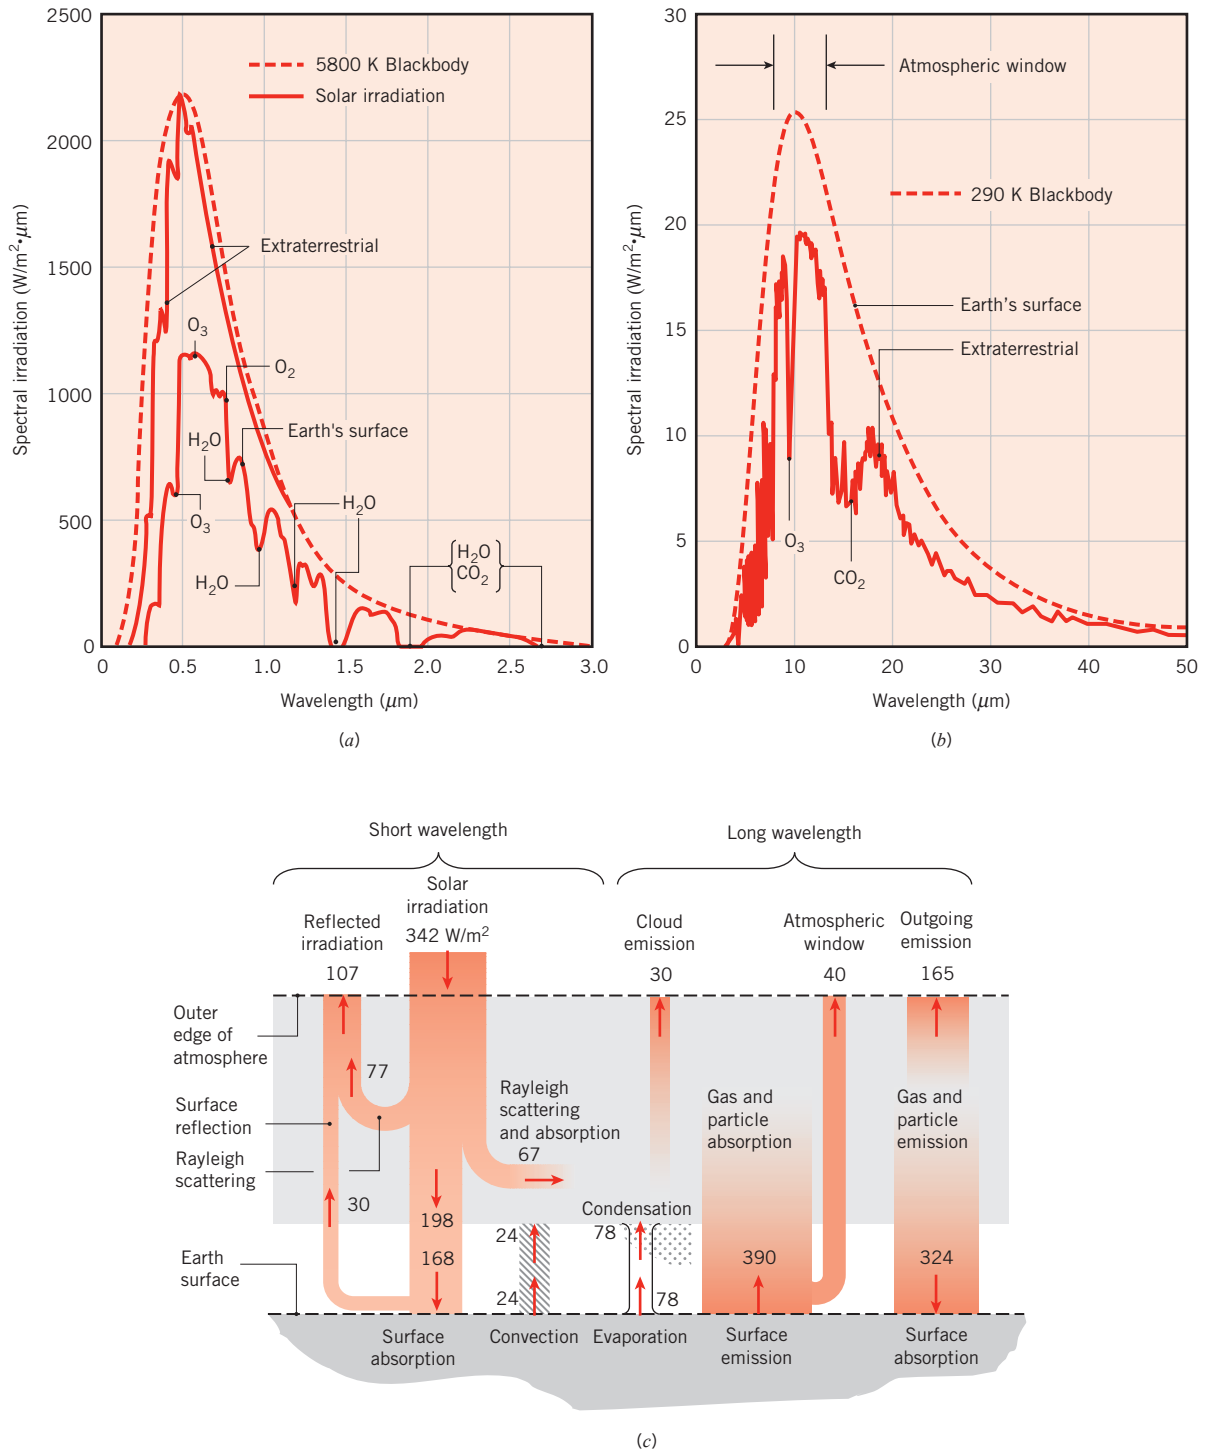 2500
2000
1500
1000
500
0
0
0.5
1.0
1.5
2.0
2.5
3.0
Spectral irradiation (W/m²•μm)
Wavelength (μm)
5800 K Blackbody
Solar irradiation
Extraterrestrial
O₃
O₂
H₂O
Earth's surface
O₃
H₂O
H₂O
H₂O
CO₂
(a)
30
25
20
15
10
5
0
0
10
20
30
40
50
Spectral irradiation (W/m²•μm)
Wavelength (μm)
Atmospheric window
290 K Blackbody
Earth's surface
Extraterrestrial
O₃
CO₂
(b)
Short wavelength
Long wavelength
Solar
irradiation
342 W/m²
Reflected
irradiation
107
Cloud
emission
30
Atmospheric
window
40
Outgoing
emission
165
Outer
edge of
atmosphere
77
Surface
reflection
Rayleigh
scattering
30
Rayleigh
scattering
and absorption
67
Gas and
particle
absorption
Gas and
particle
emission
198
168
Condensation
24
78
24
78
390
324
Earth
surface
Surface
absorption
Convection
Evaporation
Surface
emission
Surface
absorption
(c)